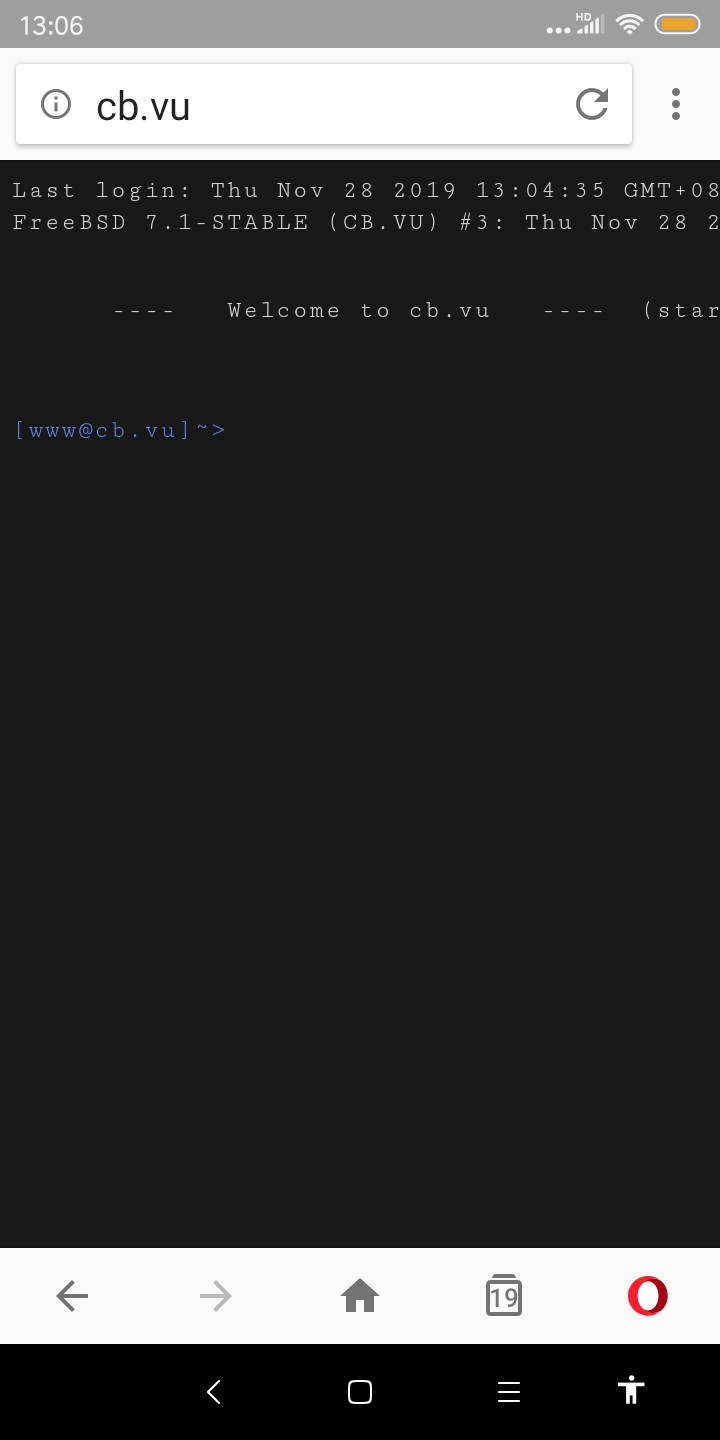 13:06
HD
cb.vu
Last login: Thu Nov 28 2019 13:04:35 GMT+08
FreeBSD 7.1-STABLE (CB.VU) #3: Thu Nov 28 2
---- Welcome to cb.vu ---- (star
[www@cb.vu]~>
19